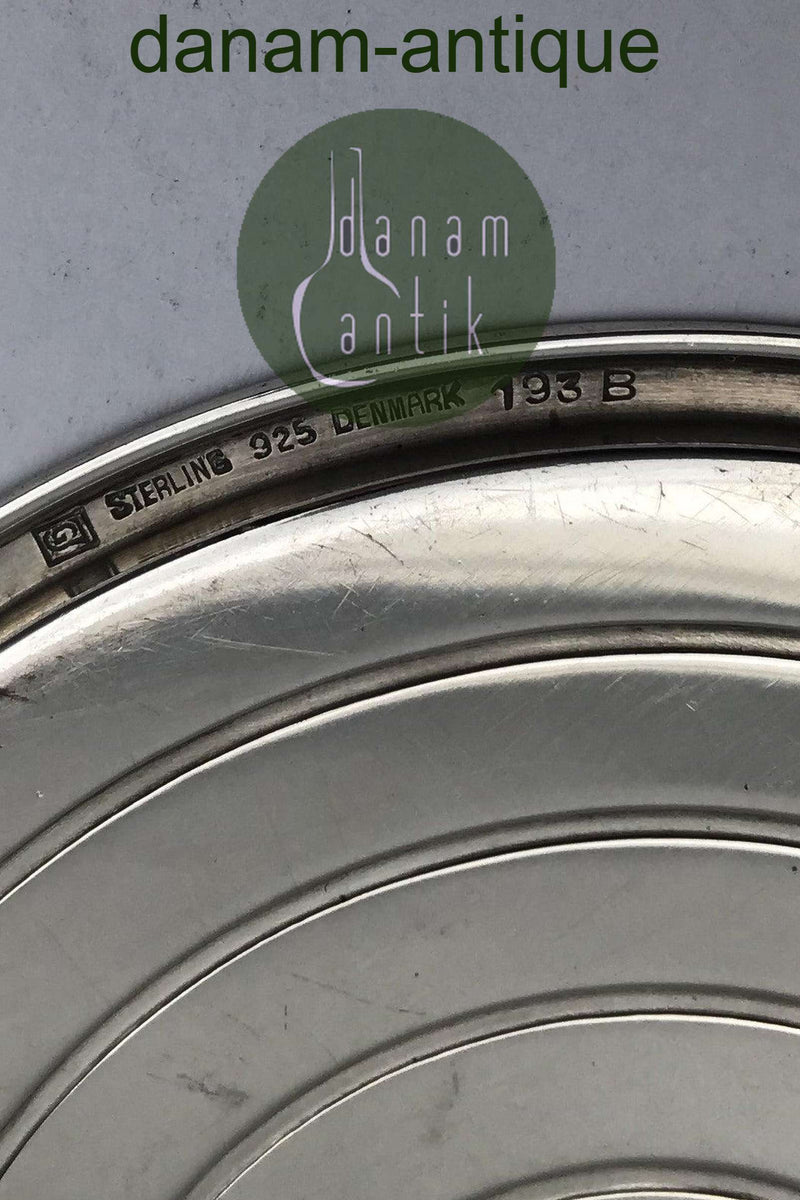 danam-antique
danam
antik
STERLING 925 DENMARK 193 B